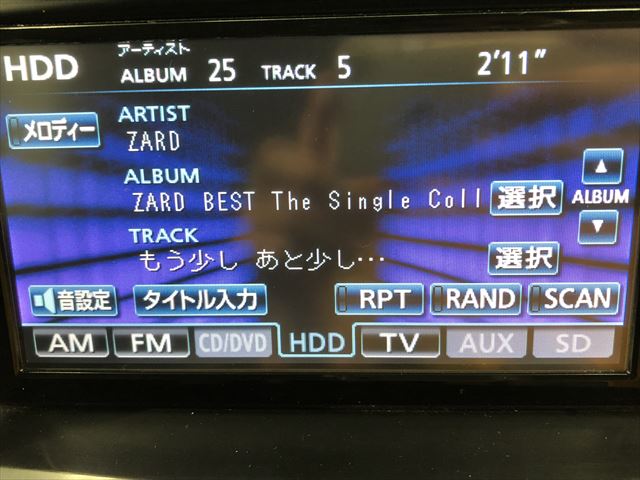 アーティスト
HDD ALBUM 25 TRACK 5 2'11"
メロディー ARTIST
ZARD
ALBUM
ZARD BEST The Single Coll 選択 ALBUM
TRACK
もう少し あと少し… 選択
音設定 タイトル入力 RPT RAND SCAN
AM FM CD/DVD HDD TV AUX SD